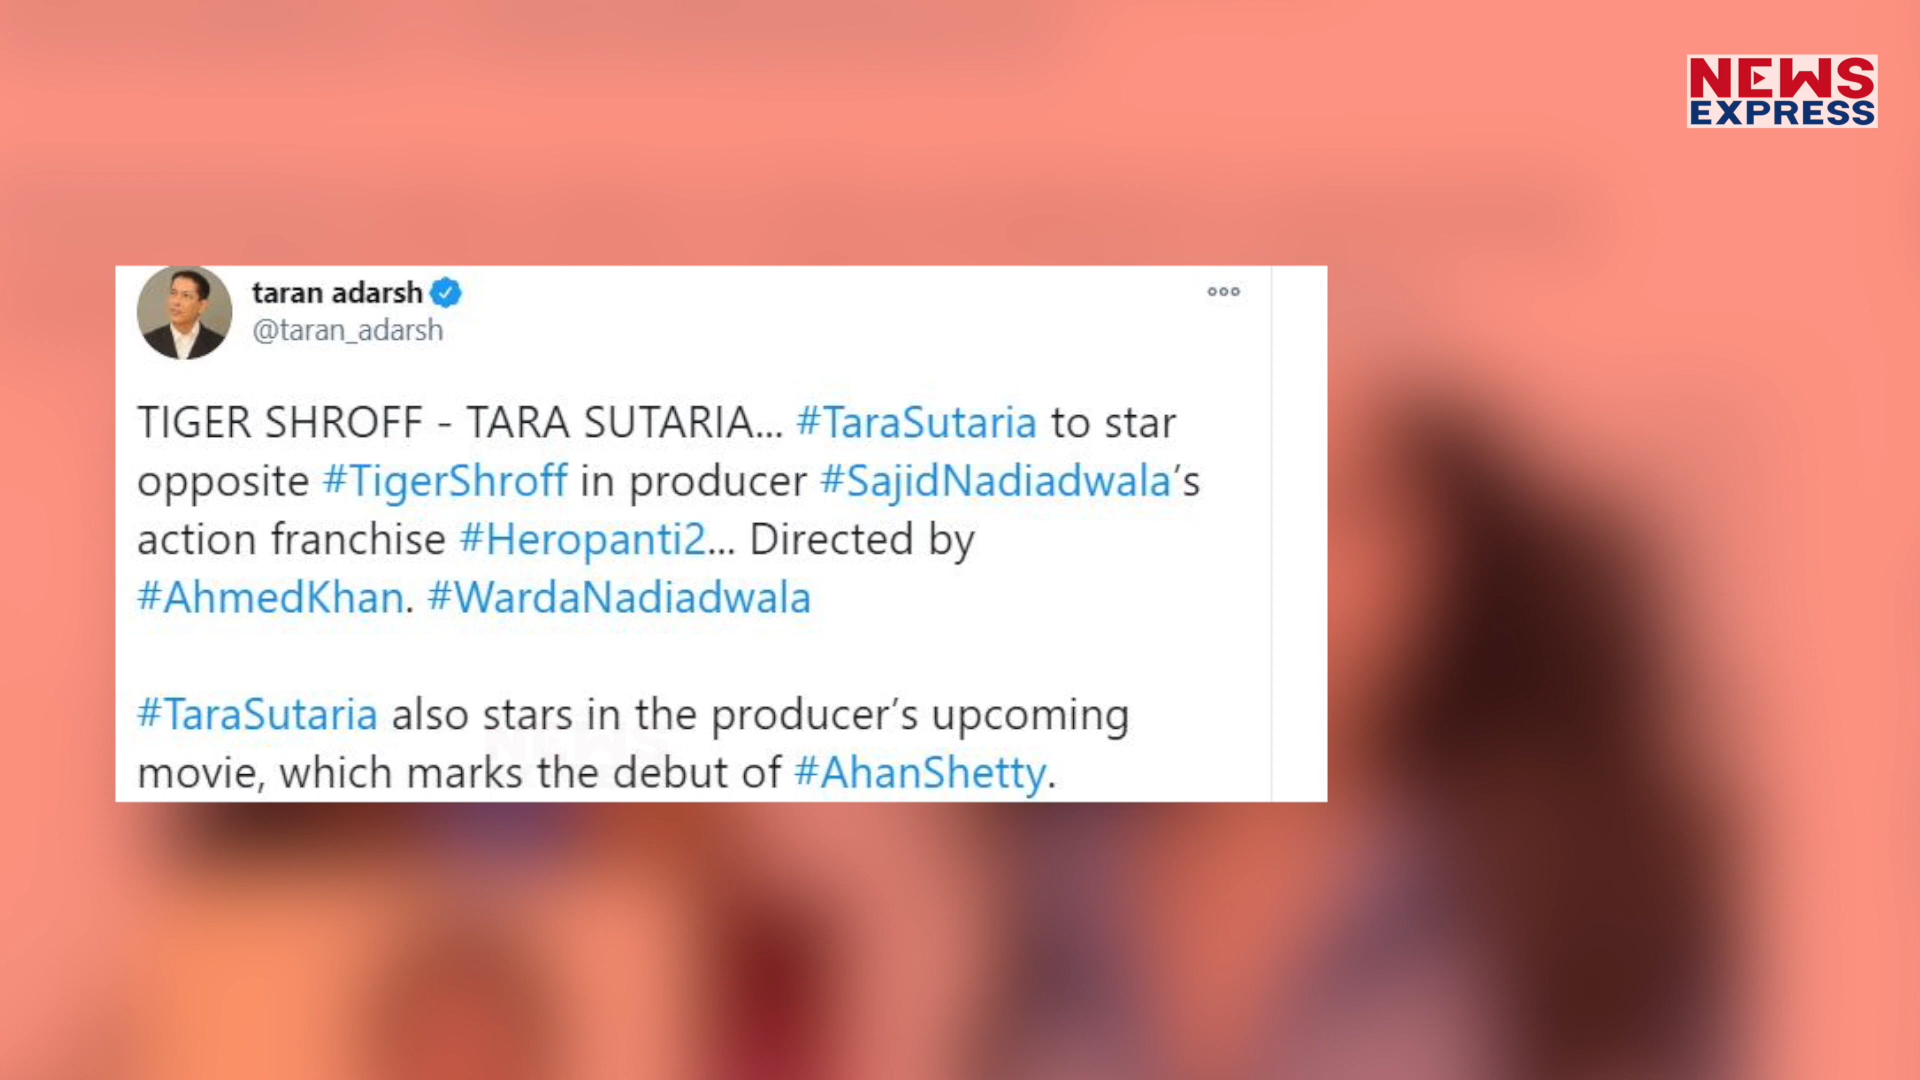 NEWS
EXPRESS
taran adarsh
@taran_adarsh
TIGER SHROFF - TARA SUTARIA... #TaraSutaria to star
opposite #TigerShroff in producer #SajidNadiadwala’s
action franchise #Heropanti2... Directed by
#AhmedKhan. #WardaNadiadwala
#TaraSutaria also stars in the producer’s upcoming
movie, which marks the debut of #AhanShetty.